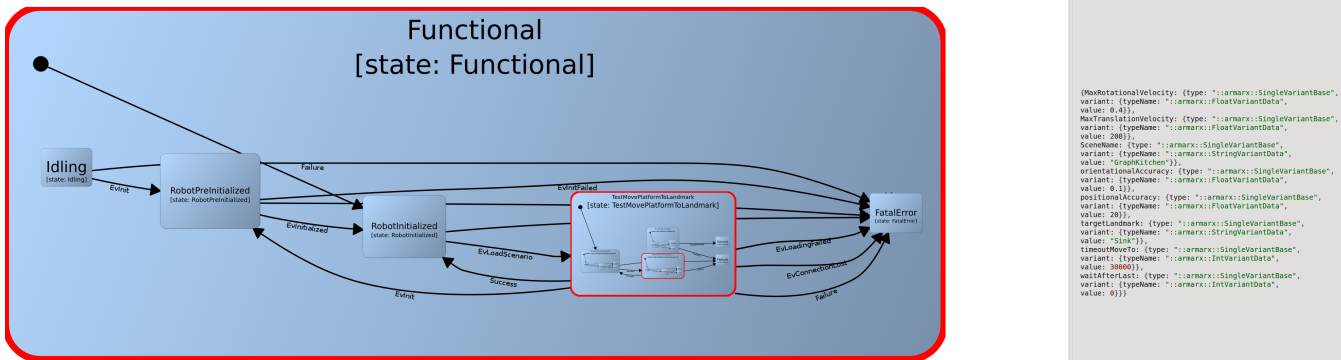 Functional
[state: Functional]
Idling
[state: Idling]
EvInit
RobotPreInitialized
[state: RobotPreInitialized]
Failure
EvInitFailed
EvInitialized
RobotInitialized
[state: RobotInitialized]
EvLoadScenario
Success
EvInit
TestMovePlatformToLandmark
[state: TestMovePlatformToLandmark]
EvLoadingFailed
EvConnectionLost
Failure
FatalError
[state: FatalError]
{MaxRotationalVelocity: {type: "::armarx::SingleVariantBase",
variant: {typeName: "::armarx::FloatVariantData",
value: 0.4}},
MaxTranslationVelocity: {type: "::armarx::SingleVariantBase",
variant: {typeName: "::armarx::FloatVariantData",
value: 200}},
SceneName: {type: "::armarx::SingleVariantBase",
variant: {typeName: "::armarx::StringVariantData",
value: "GraphKitchen"}},
orientationalAccuracy: {type: "::armarx::SingleVariantBase",
variant: {typeName: "::armarx::FloatVariantData",
value: 0.1}},
positionalAccuracy: {type: "::armarx::SingleVariantBase",
variant: {typeName: "::armarx::FloatVariantData",
value: 20}},
targetLandmark: {type: "::armarx::SingleVariantBase",
variant: {typeName: "::armarx::StringVariantData",
value: "Sink"}},
timeoutMoveTo: {type: "::armarx::SingleVariantBase",
variant: {typeName: "::armarx::IntVariantData",
value: 30000}},
waitAfterLast: {type: "::armarx::SingleVariantBase",
variant: {typeName: "::armarx::IntVariantData",
value: 0}}}